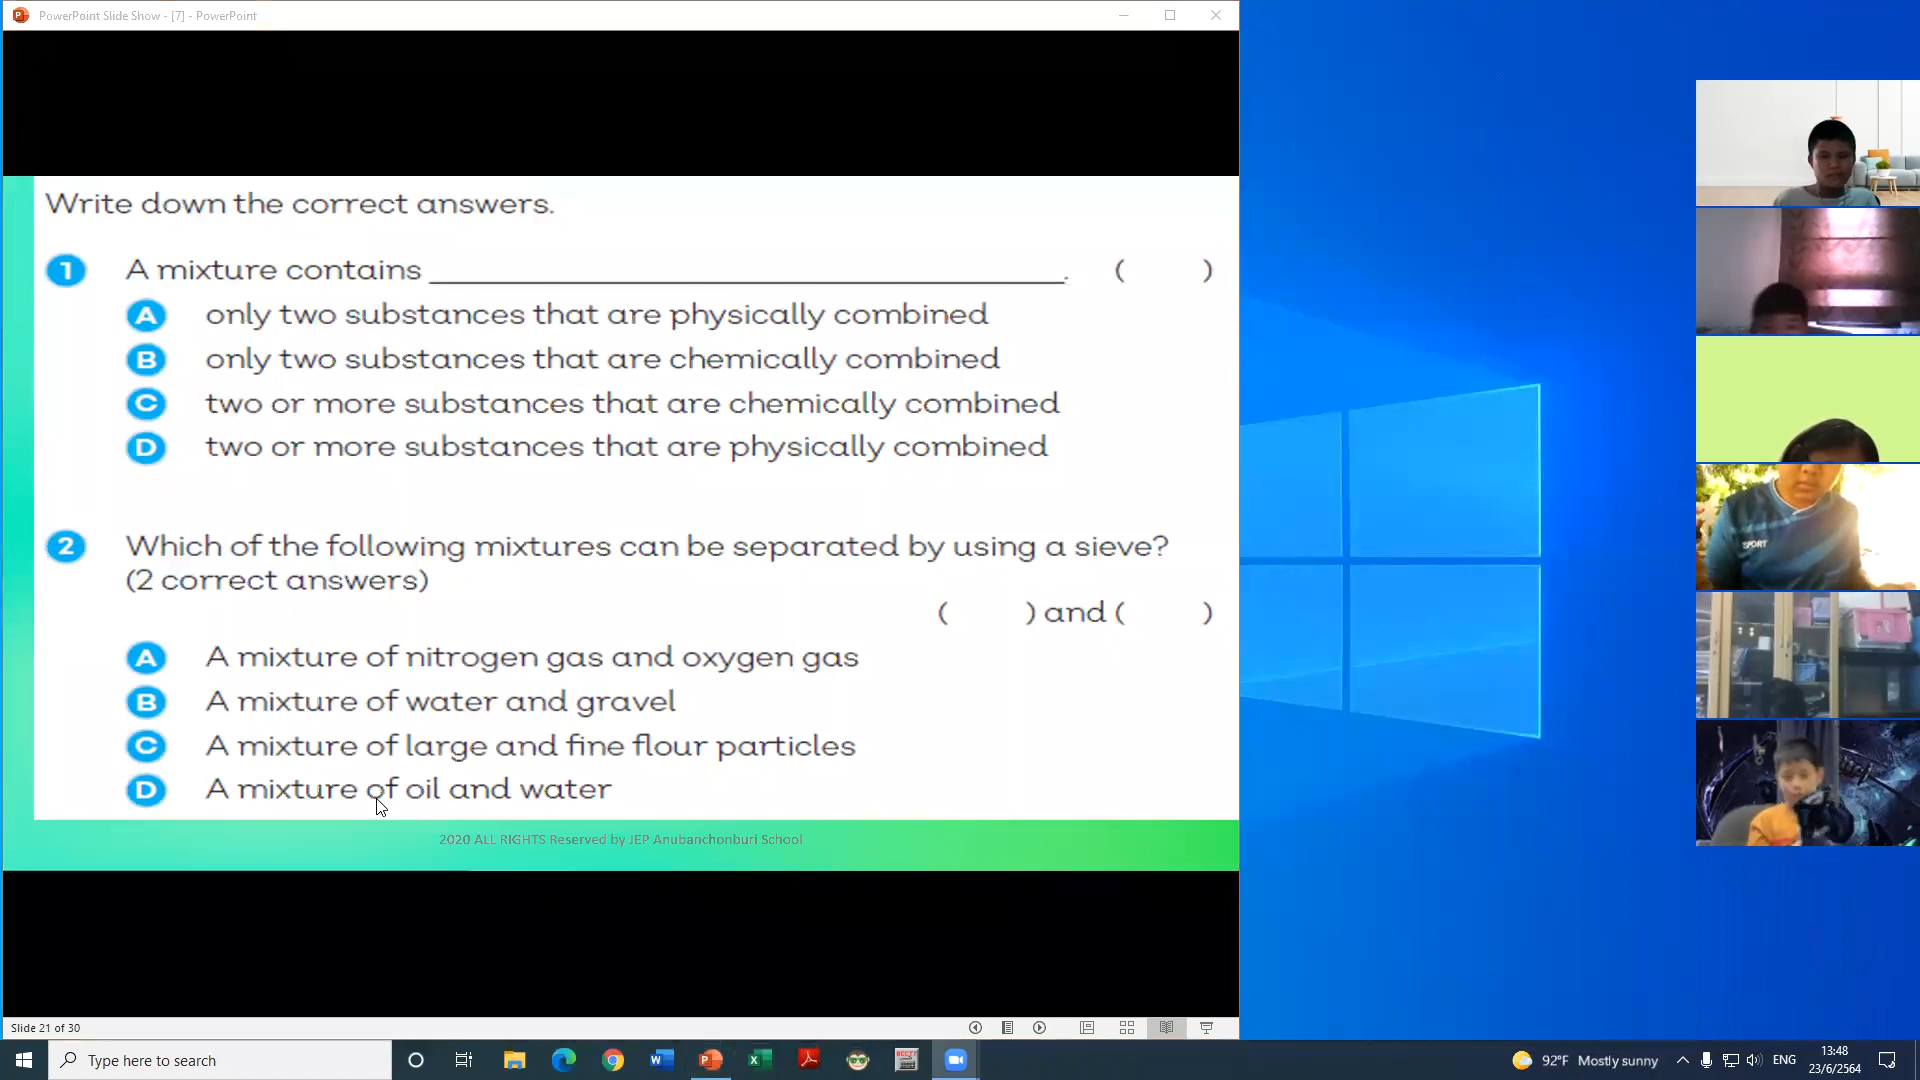 PowerPoint Slide Show - [7] - PowerPoint
Write down the correct answers.
1 A mixture contains ______________________. ( )
A only two substances that are physically combined
B only two substances that are chemically combined
C two or more substances that are chemically combined
D two or more substances that are physically combined
2 Which of the following mixtures can be separated by using a sieve?
(2 correct answers)
( ) and ( )
A A mixture of nitrogen gas and oxygen gas
B A mixture of water and gravel
C A mixture of large and fine flour particles
D A mixture of oil and water
2020 ALL RIGHTS Reserved by JEP Anubanchonburi School
SPORT
Slide 21 of 30
Type here to search
92°F Mostly sunny
ENG
13:48
23/6/2564